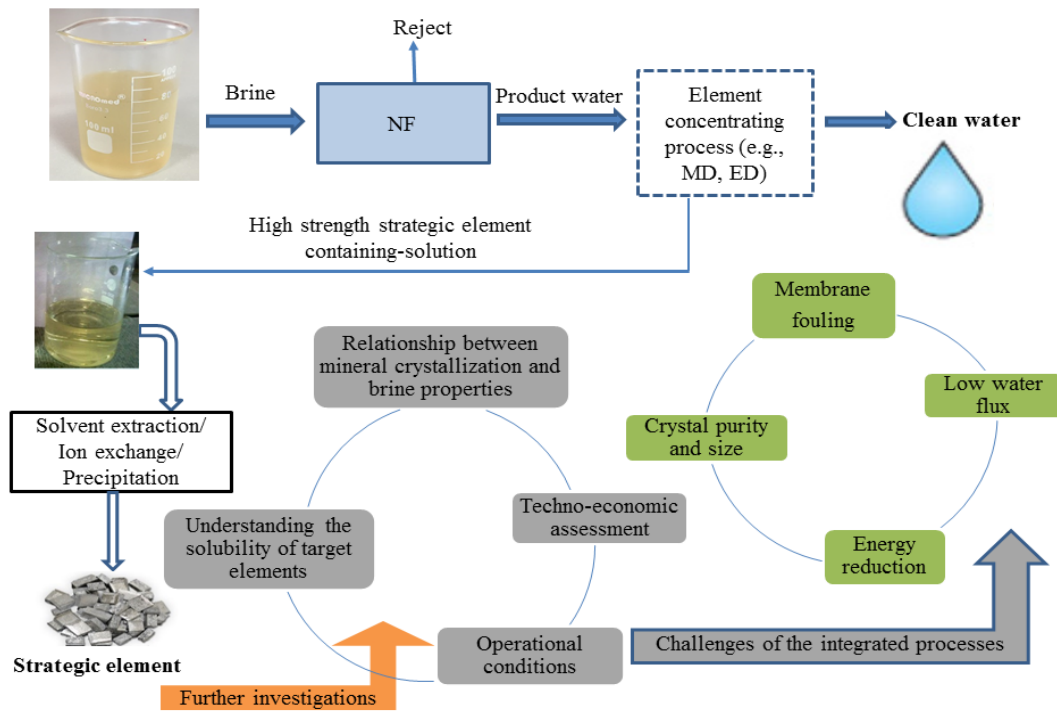 Reject
Brine
NF
Product water
Element
concentrating
process (e.g.,
MD, ED)
Clean water
100 ml
High strength strategic element
containing-solution
Solvent extraction/
Ion exchange/
Precipitation
Strategic element
Relationship between
mineral crystallization and
brine properties
Techno-economic
assessment
Operational
conditions
Understanding the
solubility of target
elements
Further investigations
Membrane
fouling
Low water
flux
Energy
reduction
Crystal purity
and size
Challenges of the integrated processes